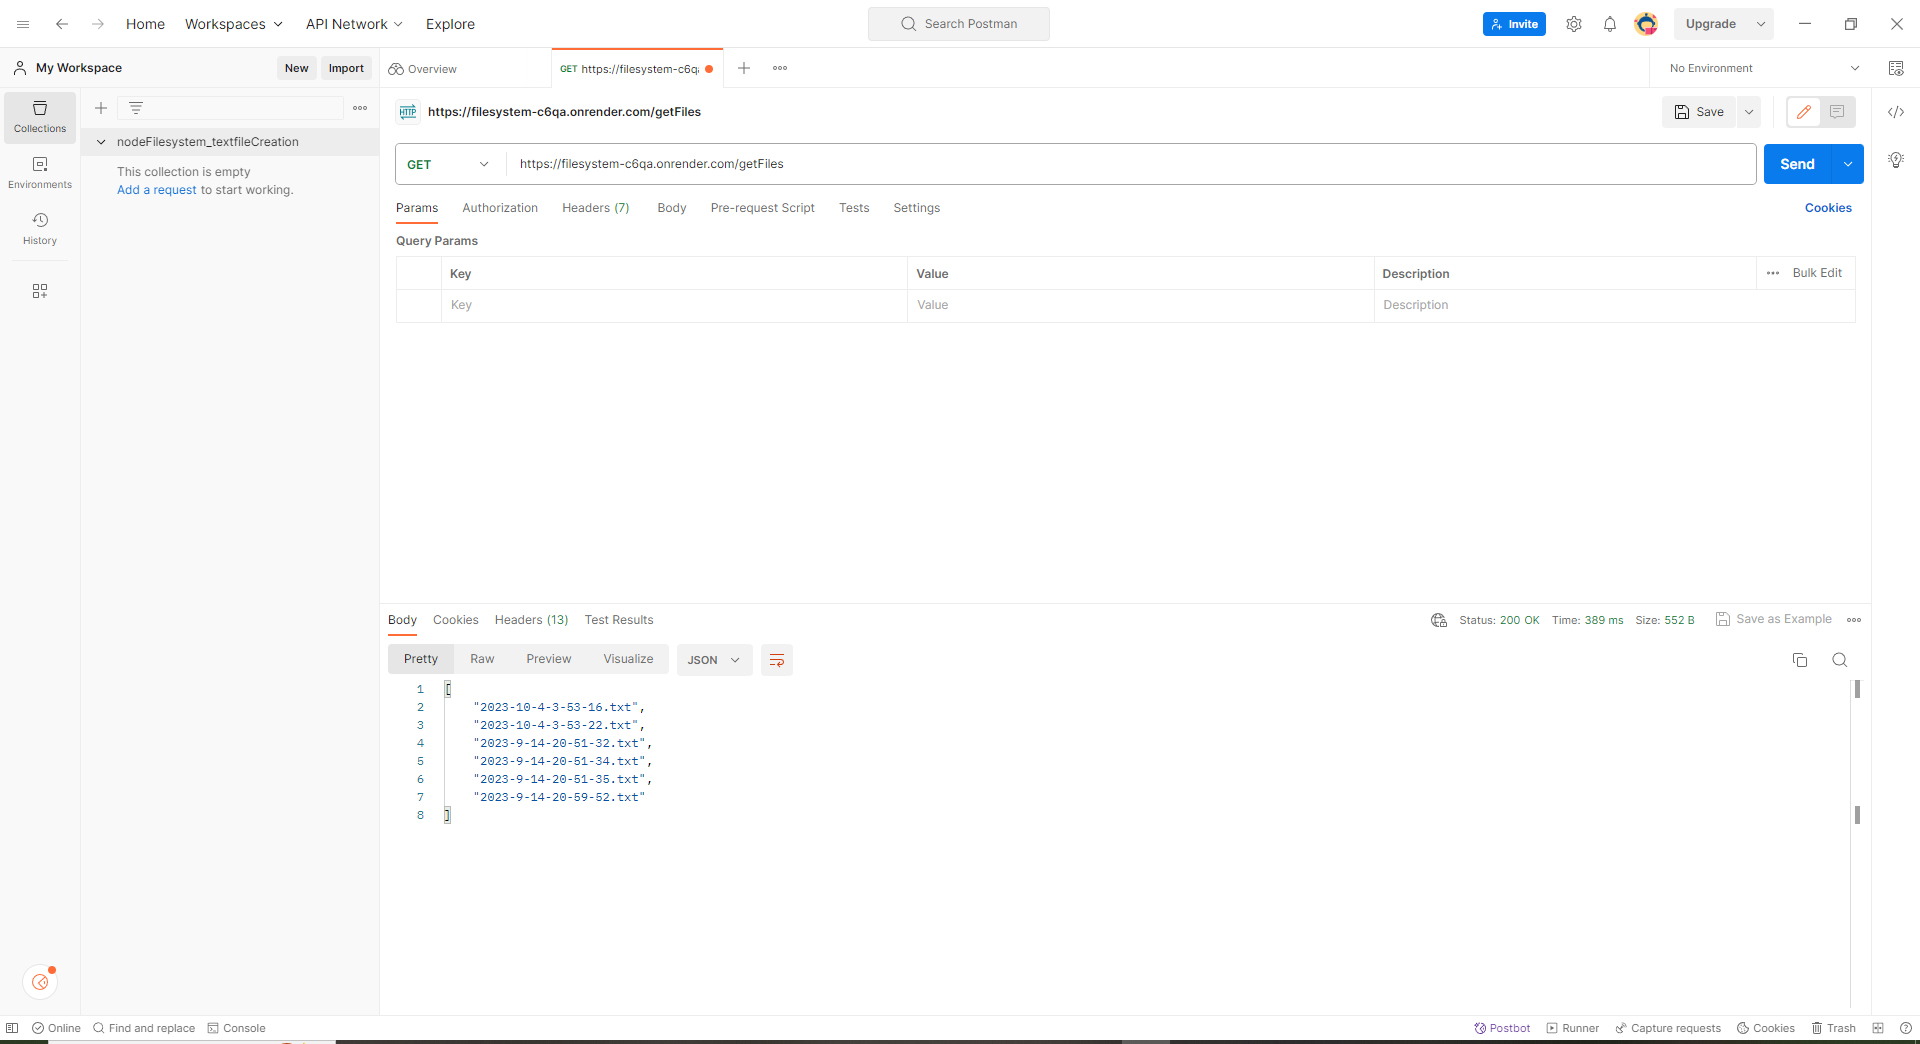 Home Workspaces API Network Explore Search Postman Invite Upgrade
My Workspace New Import Overview GET https://filesystem-c6qa No Environment
Collections
Environments
History
nodeFilesystem_textfileCreation
This collection is empty
Add a request to start working.
HTTP https://filesystem-c6qa.onrender.com/getFiles Save
GET https://filesystem-c6qa.onrender.com/getFiles Send
Params Authorization Headers (7) Body Pre-request Script Tests Settings Cookies
Query Params
Key Value Description Bulk Edit
Key Value Description
Body Cookies Headers (13) Test Results Status: 200 OK Time: 389 ms Size: 552 B Save as Example
Pretty Raw Preview Visualize JSON
1 [
2 "2023-10-4-3-53-16.txt",
3 "2023-10-4-3-53-22.txt",
4 "2023-9-14-20-51-32.txt",
5 "2023-9-14-20-51-34.txt",
6 "2023-9-14-20-51-35.txt",
7 "2023-9-14-20-59-52.txt"
8 ]
Online Find and replace Console Postbot Runner Capture requests Cookies Trash